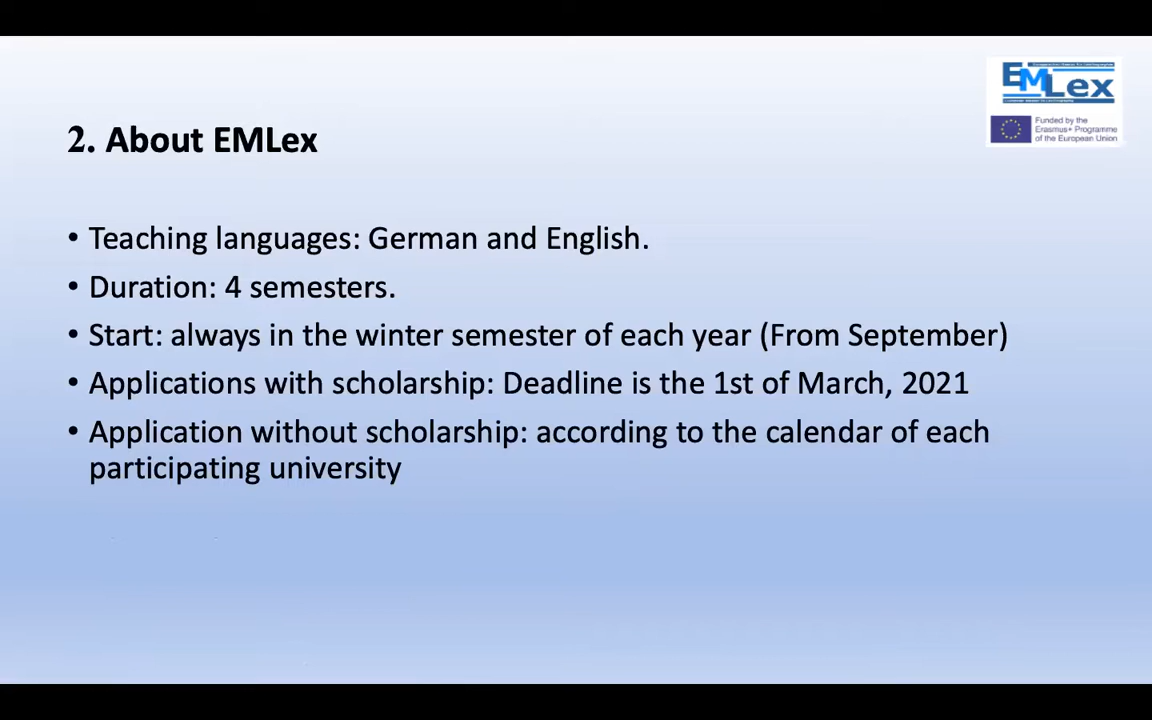 EMLex
Funded by the
Erasmus+ Programme
of the European Union
2. About EMLex
• Teaching languages: German and English.
• Duration: 4 semesters.
• Start: always in the winter semester of each year (From September)
• Applications with scholarship: Deadline is the 1st of March, 2021
• Application without scholarship: according to the calendar of each
participating university